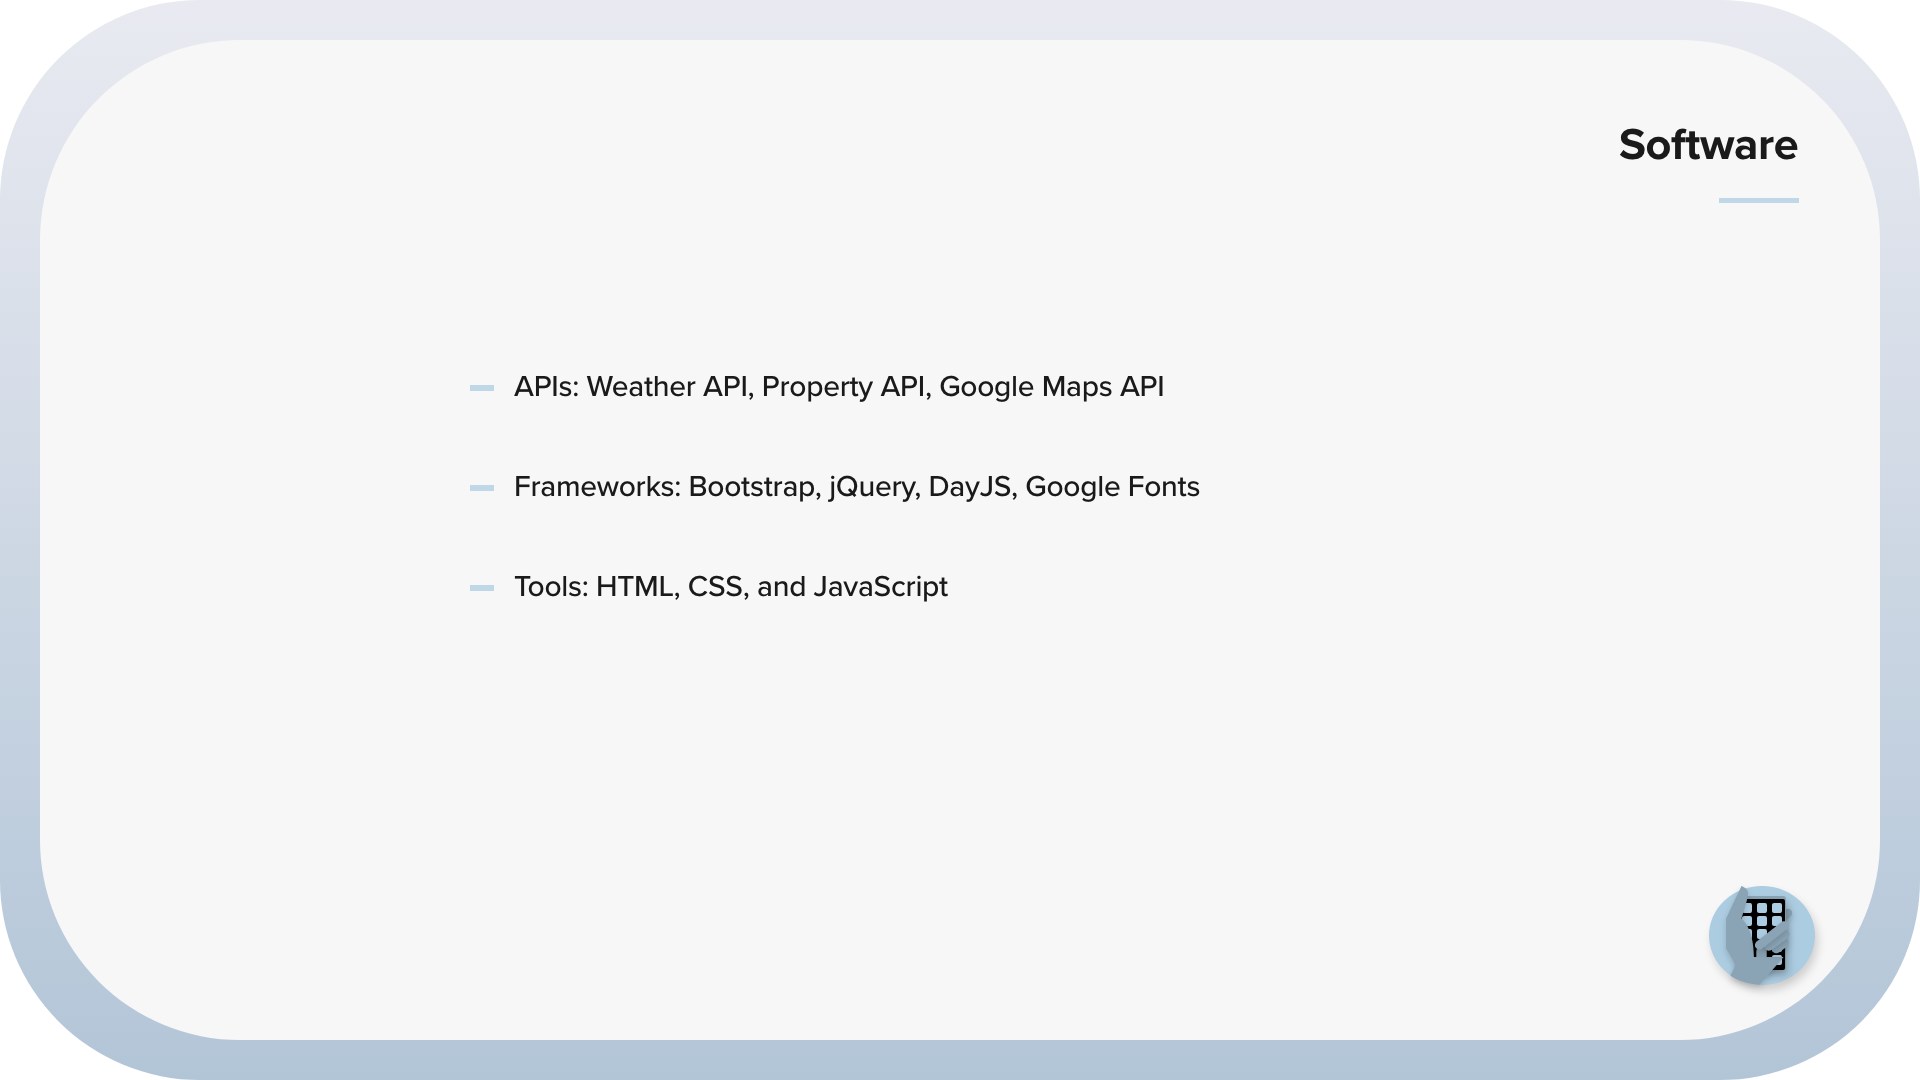 Software
APIs: Weather API, Property API, Google Maps API
Frameworks: Bootstrap, jQuery, DayJS, Google Fonts
Tools: HTML, CSS, and JavaScript